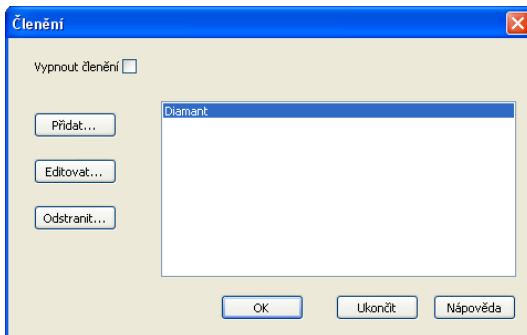 Členění
Vypnout členění
Přidat...
Editovat...
Odstranit...
Diamant
OK
Ukončit
Nápověda